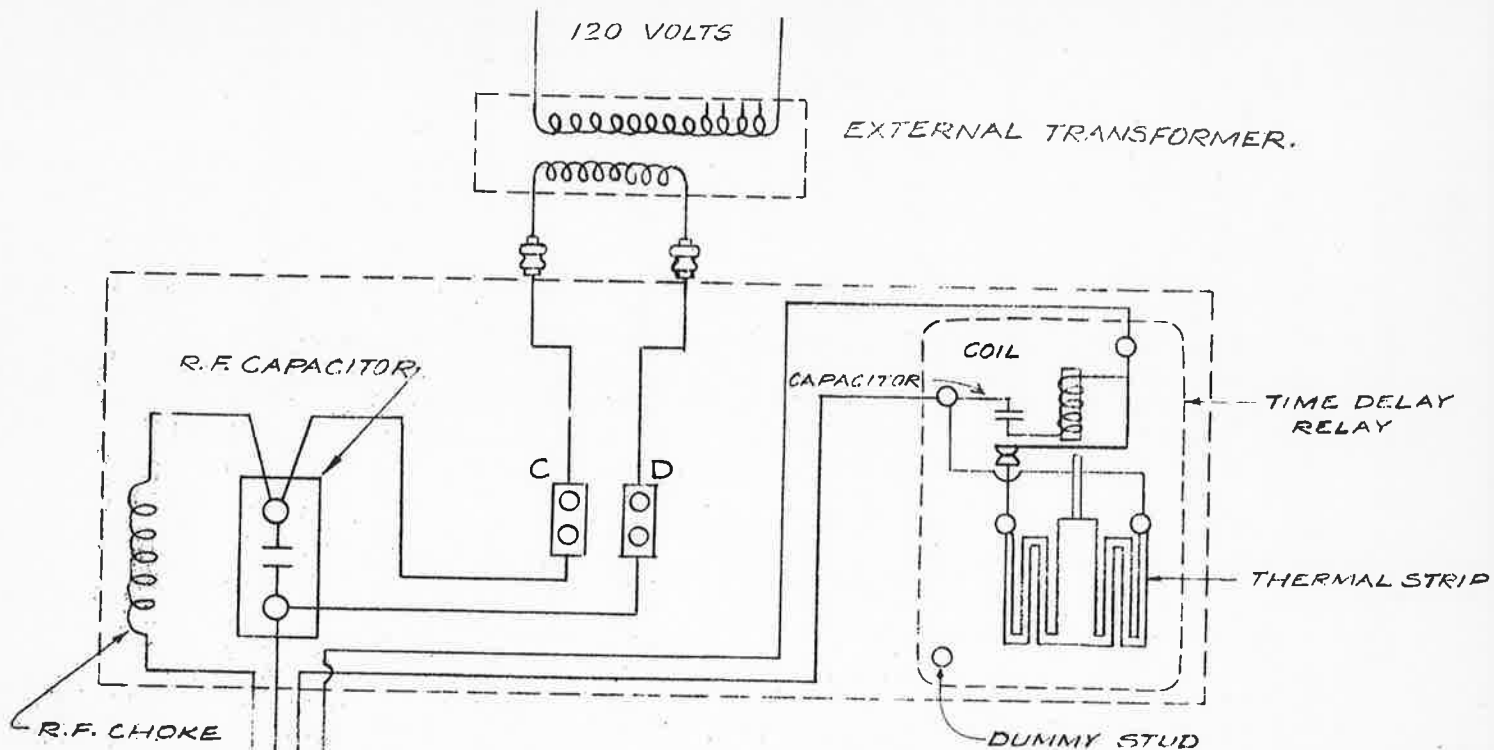 120 VOLTS
EXTERNAL TRANSFORMER.
R.F. CAPACITOR
COIL
CAPACITOR
TIME DELAY
RELAY
C
D
THERMAL STRIP
R.F. CHOKE
DUMMY STUD